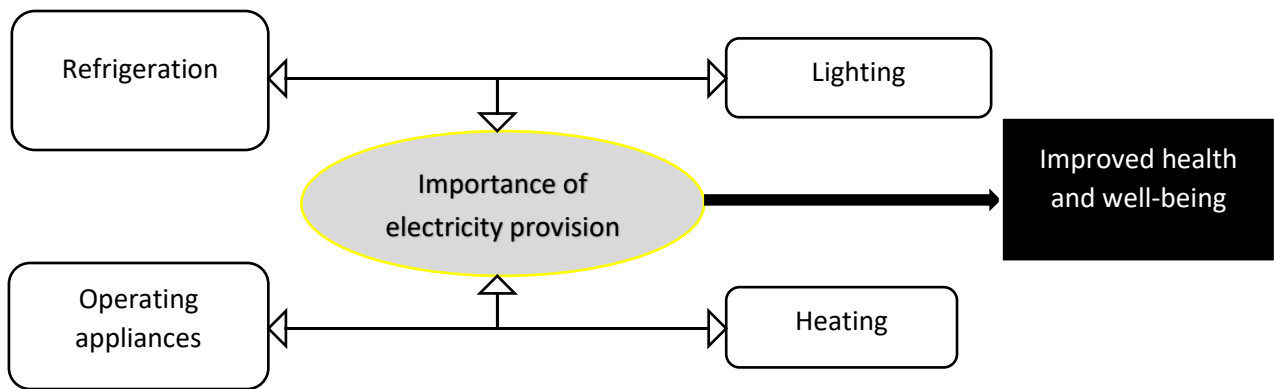 Refrigeration
Lighting
Improved health
and well-being
Importance of
electricity provision
Operating
appliances
Heating